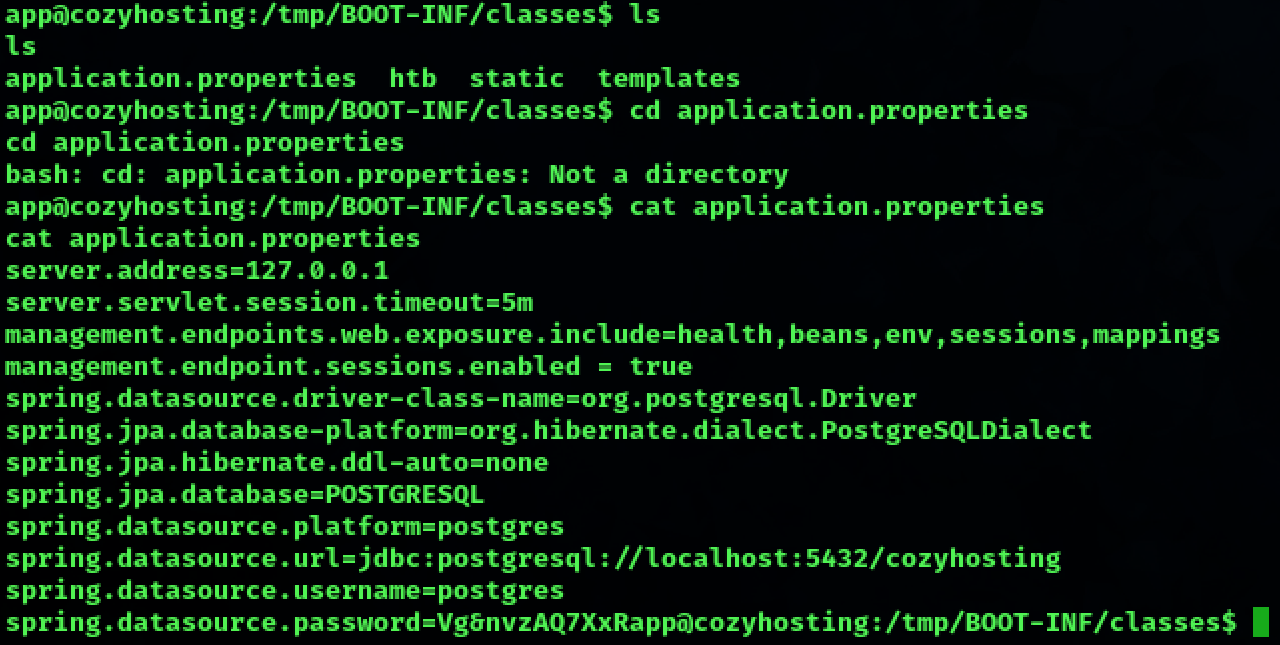 app@cozyhosting:/tmp/BOOT-INF/classes$ ls
ls
application.properties  htb  static  templates
app@cozyhosting:/tmp/BOOT-INF/classes$ cd application.properties
cd application.properties
bash: cd: application.properties: Not a directory
app@cozyhosting:/tmp/BOOT-INF/classes$ cat application.properties
cat application.properties
server.address=127.0.0.1
server.servlet.session.timeout=5m
management.endpoints.web.exposure.include=health,beans,env,sessions,mappings
management.endpoint.sessions.enabled = true
spring.datasource.driver-class-name=org.postgresql.Driver
spring.jpa.database-platform=org.hibernate.dialect.PostgreSQLDialect
spring.jpa.hibernate.ddl-auto=none
spring.jpa.database=POSTGRESQL
spring.datasource.platform=postgres
spring.datasource.url=jdbc:postgresql://localhost:5432/cozyhosting
spring.datasource.username=postgres
spring.datasource.password=Vg&nvzAQ7XxRapp@cozyhosting:/tmp/BOOT-INF/classes$